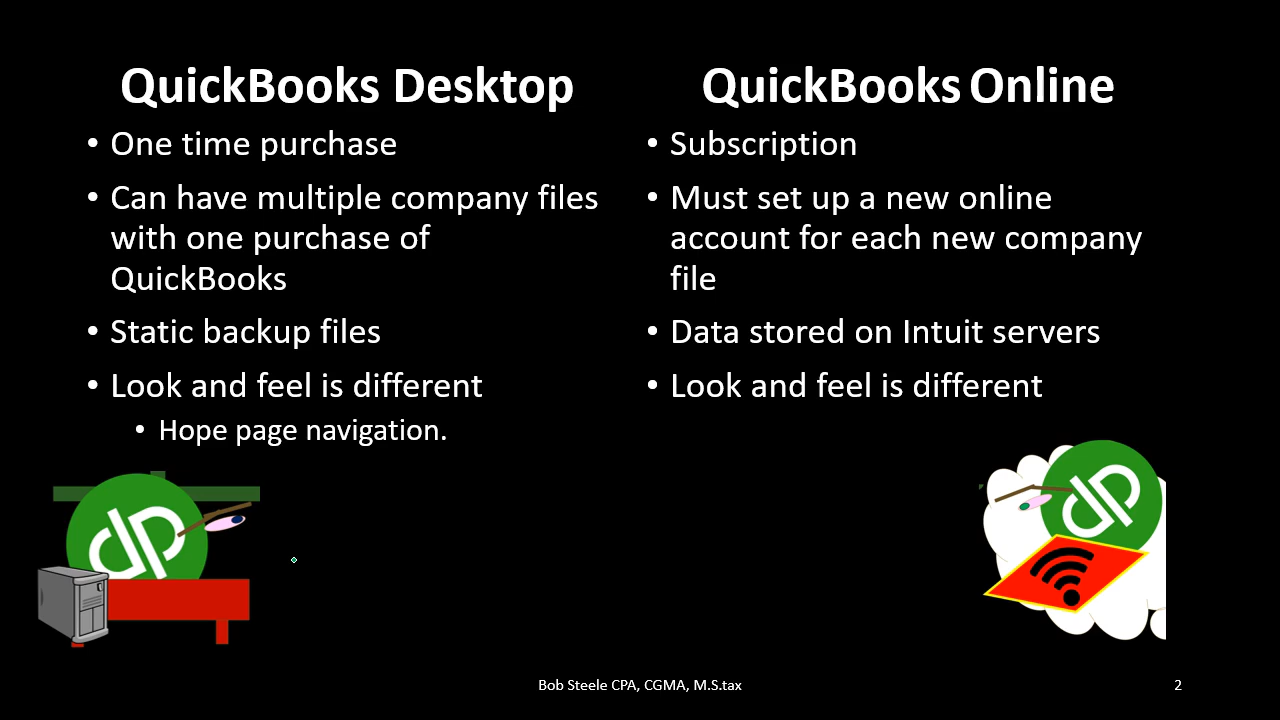 QuickBooks Desktop
• One time purchase
• Can have multiple company files
with one purchase of
QuickBooks
• Static backup files
• Look and feel is different
• Hope page navigation.
QuickBooks Online
• Subscription
• Must set up a new online
account for each new company
file
• Data stored on Intuit servers
• Look and feel is different
dp
dp
Bob Steele CPA, CGMA, M.S.tax
2